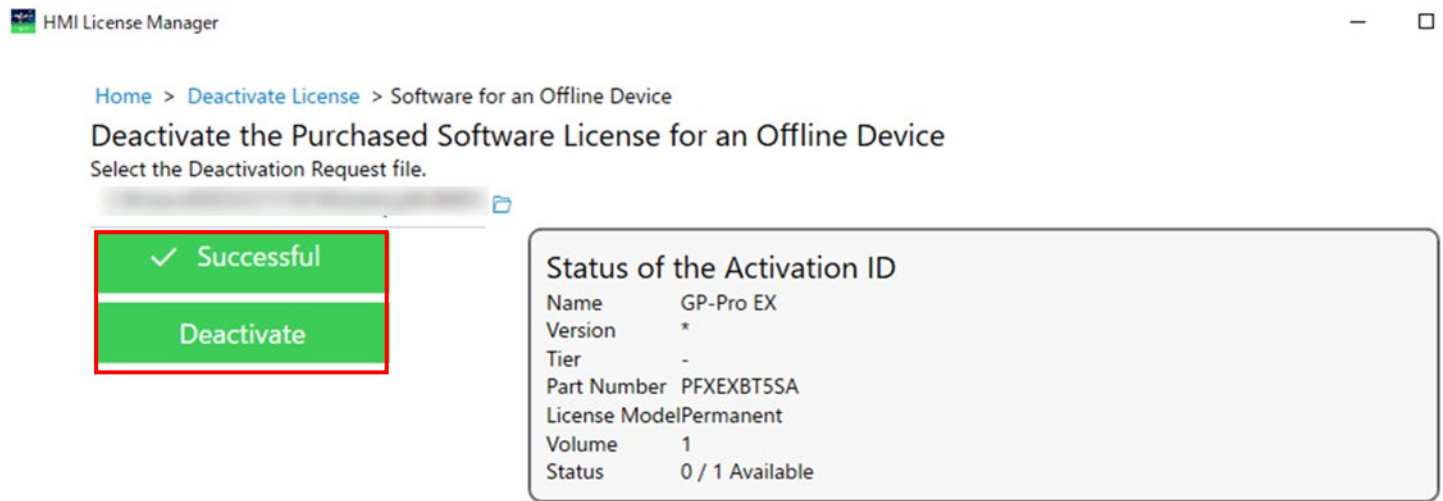 HMI License Manager
Home > Deactivate License > Software for an Offline Device
Deactivate the Purchased Software License for an Offline Device
Select the Deactivation Request file.
Successful
Deactivate
Status of the Activation ID
Name GP-Pro EX
Version *
Tier -
Part Number PFXEXBT5SA
License Model Permanent
Volume 1
Status 0 / 1 Available